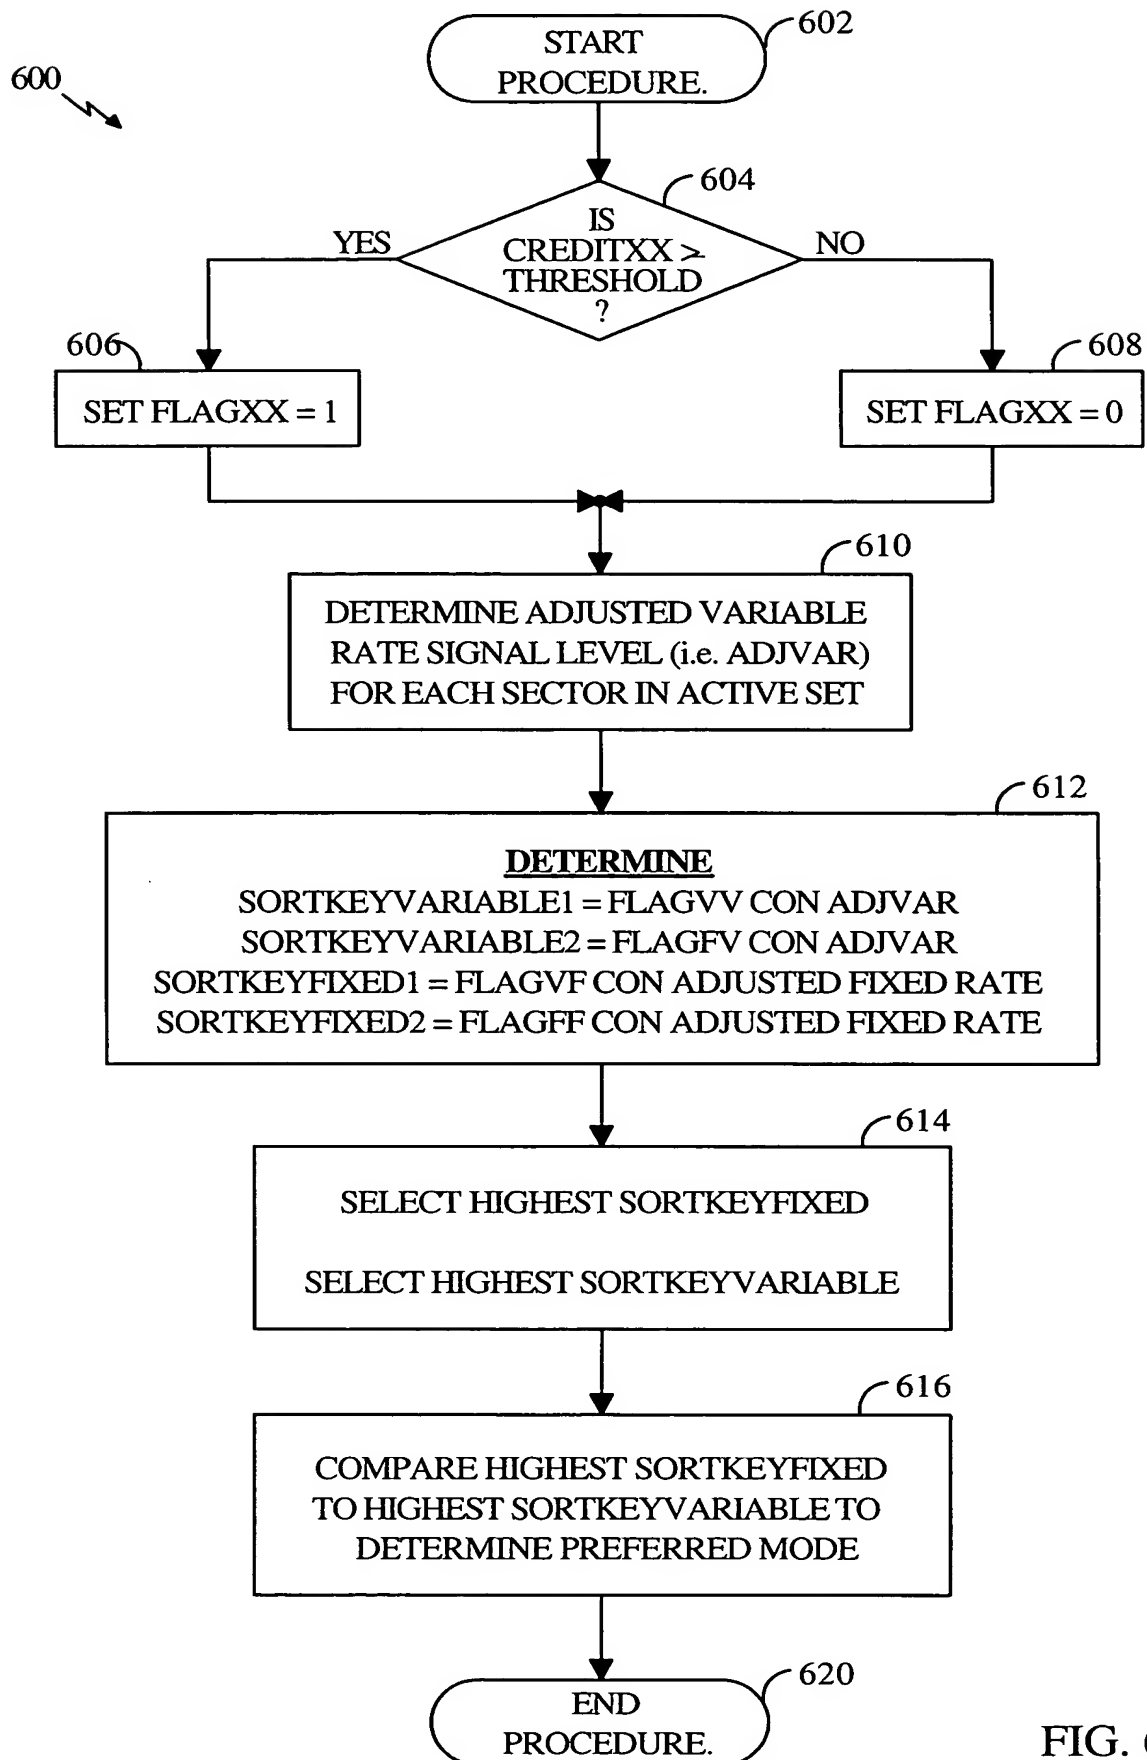 602
START
PROCEDURE.
600
604
IS
CREDITXX ≥
THRESHOLD
?
YES
NO
606
SET FLAGXX = 1
608
SET FLAGXX = 0
610
DETERMINE ADJUSTED VARIABLE
RATE SIGNAL LEVEL (i.e. ADJVAR)
FOR EACH SECTOR IN ACTIVE SET
612
DETERMINE
SORTKEYVARIABLE1 = FLAGVV CON ADJVAR
SORTKEYVARIABLE2 = FLAGFV CON ADJVAR
SORTKEYFIXED1 = FLAGVF CON ADJUSTED FIXED RATE
SORTKEYFIXED2 = FLAGFF CON ADJUSTED FIXED RATE
614
SELECT HIGHEST SORTKEYFIXED
SELECT HIGHEST SORTKEYVARIABLE
616
COMPARE HIGHEST SORTKEYFIXED
TO HIGHEST SORTKEYVARIABLE TO
DETERMINE PREFERRED MODE
620
END
PROCEDURE.
FIG.